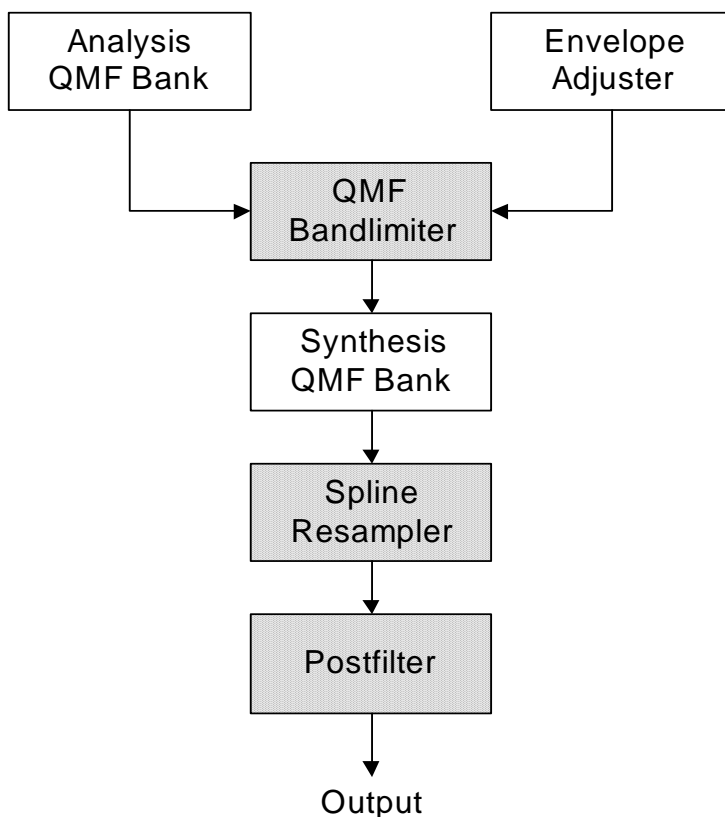 Analysis
QMF Bank
Envelope
Adjuster
QMF
Bandlimiter
Synthesis
QMF Bank
Spline
Resampler
Postfilter
Output